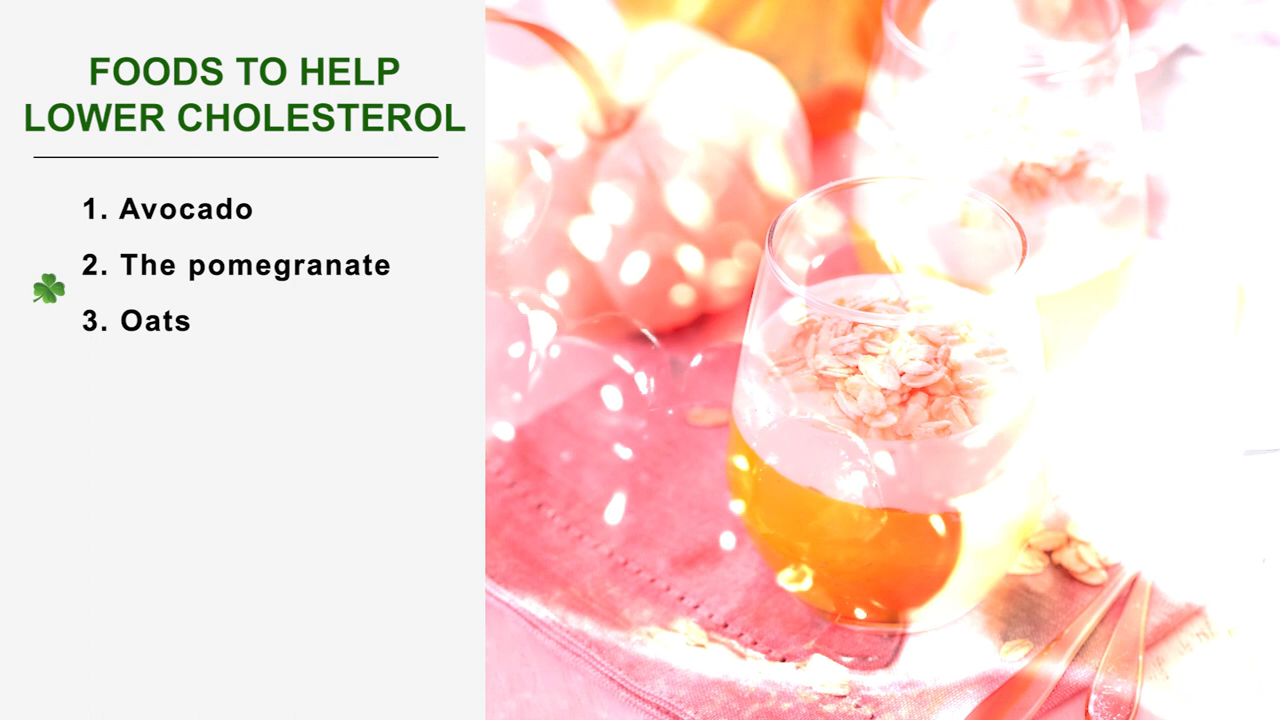 FOODS TO HELP
LOWER CHOLESTEROL
1. Avocado
2. The pomegranate
3. Oats